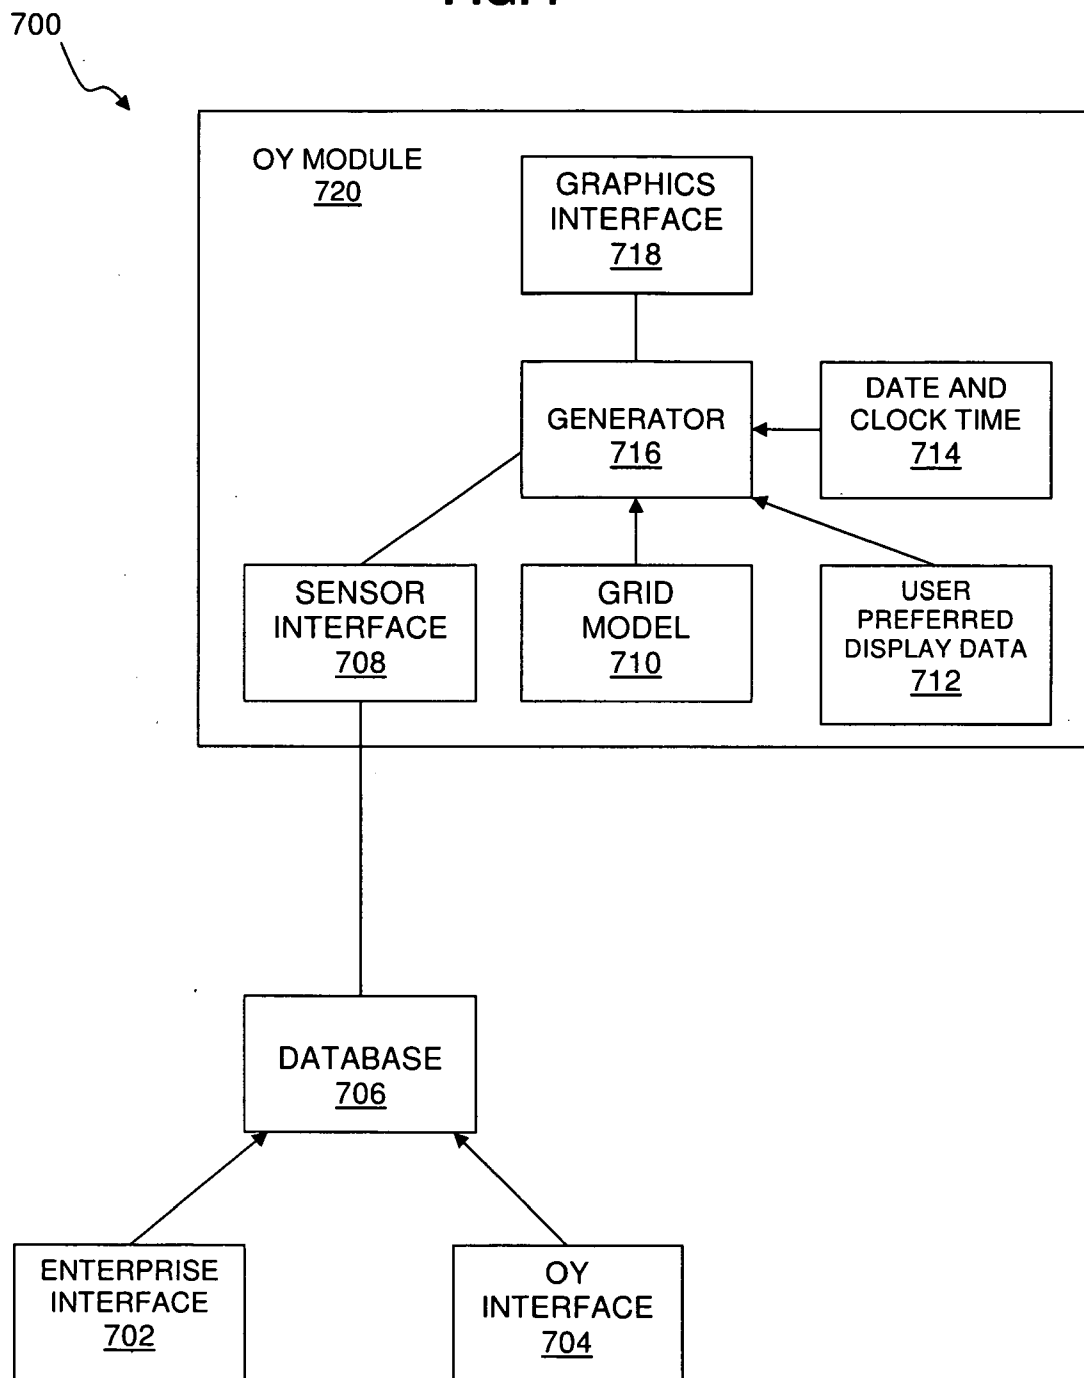 700
OY MODULE
720
GRAPHICS
INTERFACE
718
GENERATOR
716
DATE AND
CLOCK TIME
714
SENSOR
INTERFACE
708
GRID
MODEL
710
USER
PREFERRED
DISPLAY DATA
712
DATABASE
706
ENTERPRISE
INTERFACE
702
OY
INTERFACE
704